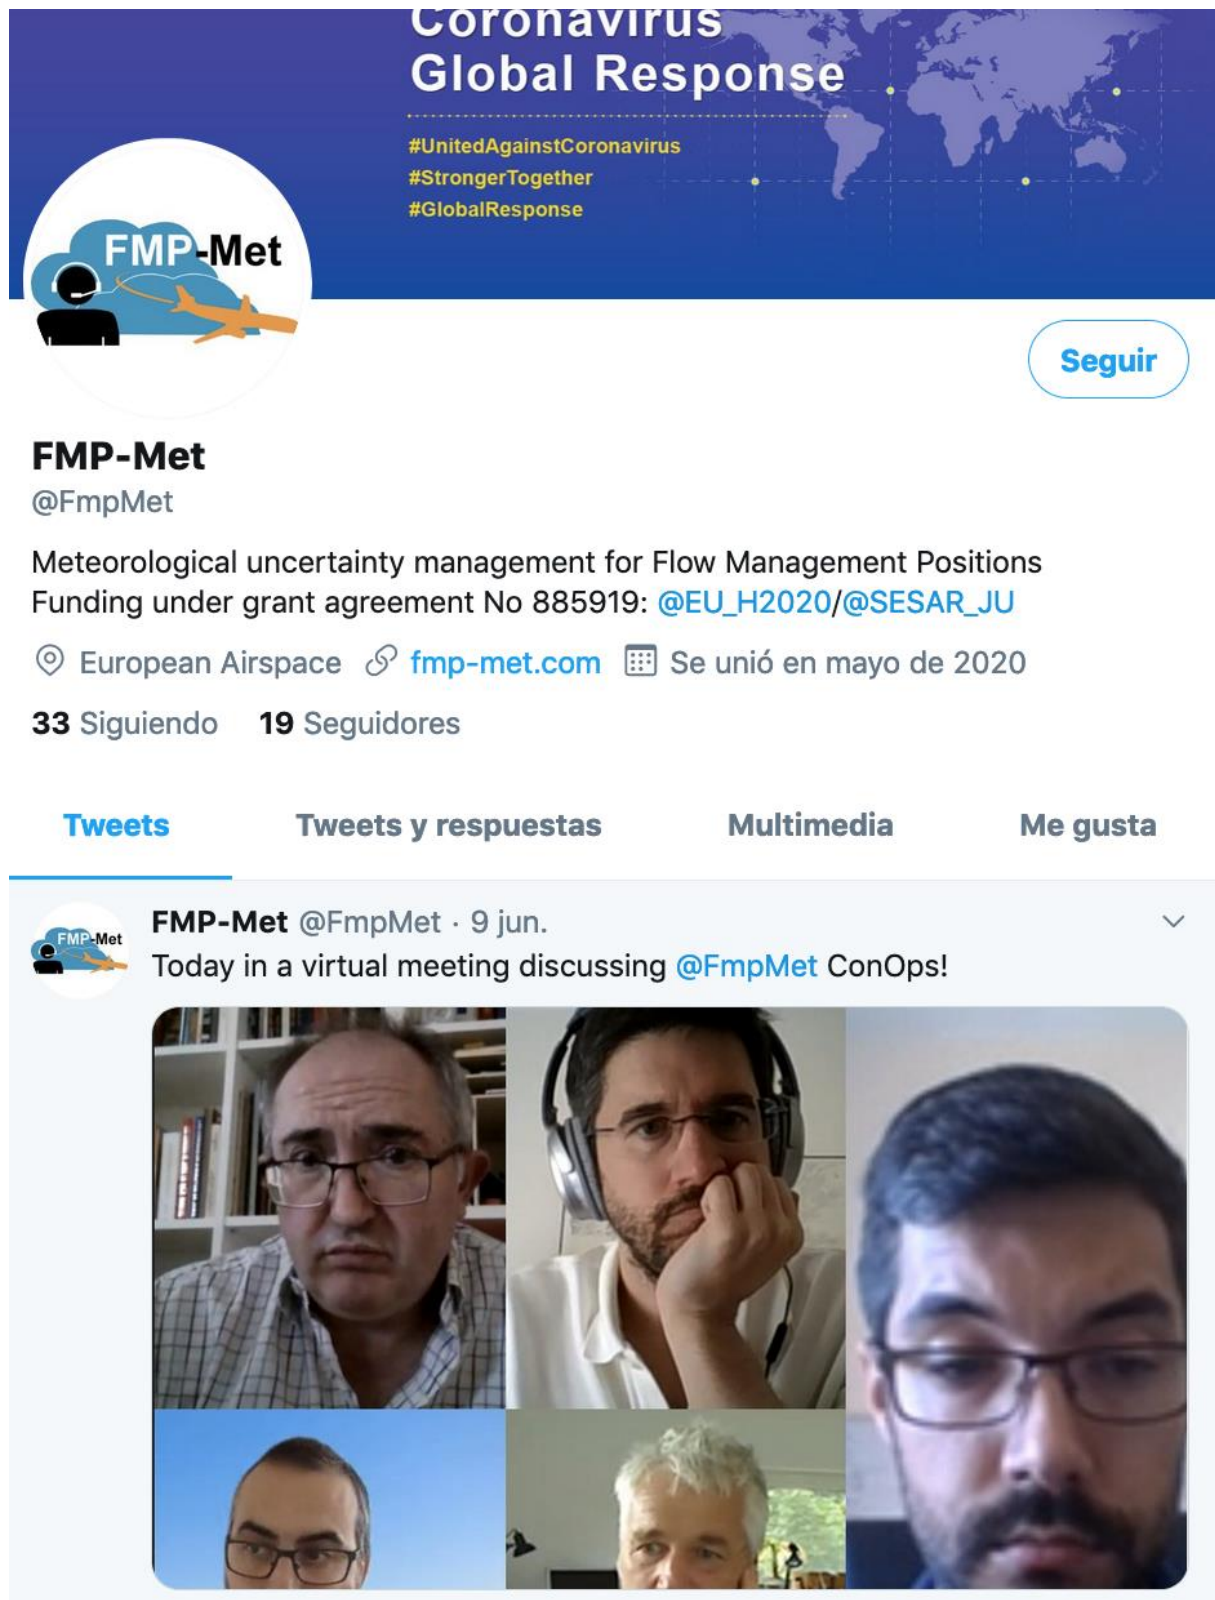 Coronavirus
Global Response
#UnitedAgainstCoronavirus
#StrongerTogether
#GlobalResponse
FMP-Met
Seguir
FMP-Met
@FmpMet
Meteorological uncertainty management for Flow Management Positions
Funding under grant agreement No 885919: @EU_H2020/@SESAR_JU
European Airspace fmp-met.com Se unió en mayo de 2020
33 Siguiendo 19 Seguidores
Tweets Tweets y respuestas Multimedia Me gusta
FMP-Met
FMP-Met @FmpMet · 9 jun.
Today in a virtual meeting discussing @FmpMet ConOps!